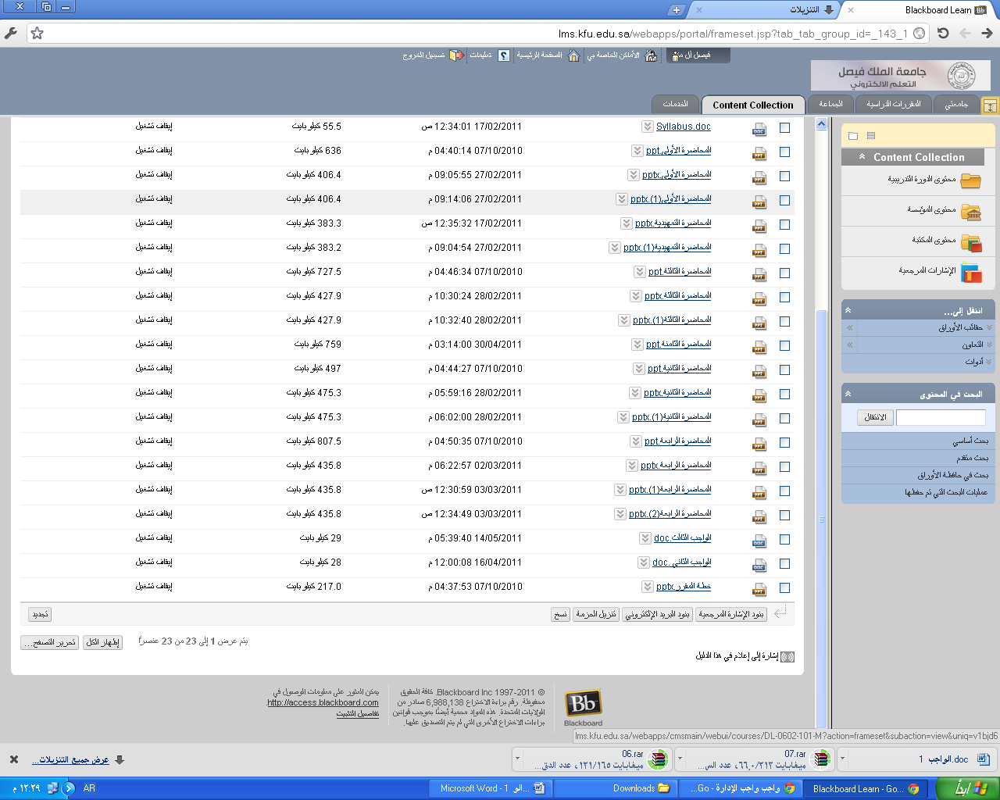 Blackboard Learn
التنزيلات
lms.kfu.edu.sa/webapps/portal/frameset.jsp?tab_tab_group_id=_143_1
الأماكن الخاصة بي
الصفحة الرئيسية
تعليمات
تسجيل الخروج
جامعة الملك فيصل
التعلم الالكتروني
جامعتي
المقررات الدراسية
الجماعة
Content Collection
الخدمات
Content Collection
محتوى الدورة التدريبية
محتوى المؤسسة
محتوى المكتبة
الإشارات المرجعية
انتقل إلى...
حقائب الأوراق
التعاون
أدوات
البحث في المحتوى
الانتقال
بحث أساسي
بحث متقدم
بحث في حافظة الأوراق
عمليات البحث التي تم حفظها
Syllabus.doc 17/02/2011 12:34:01 ص 55.5 كيلو بايت إيقاف تشغيل
المحاضرة الأولى.ppt 07/10/2010 04:40:14 م 636 كيلو بايت إيقاف تشغيل
المحاضرة الأولى.pptx 27/02/2011 09:05:55 م 406.4 كيلو بايت إيقاف تشغيل
المحاضرة الأولى(1).pptx 27/02/2011 09:14:06 م 406.4 كيلو بايت إيقاف تشغيل
المحاضرة التمهيدية.pptx 17/02/2011 12:35:32 ص 383.3 كيلو بايت إيقاف تشغيل
المحاضرة التمهيدية(1).pptx 27/02/2011 09:04:54 م 383.2 كيلو بايت إيقاف تشغيل
المحاضرة الثالثة.ppt 07/10/2010 04:46:34 م 727.5 كيلو بايت إيقاف تشغيل
المحاضرة الثالثة.pptx 28/02/2011 10:30:24 م 427.9 كيلو بايت إيقاف تشغيل
المحاضرة الثالثة(1).pptx 28/02/2011 10:32:40 م 427.9 كيلو بايت إيقاف تشغيل
المحاضرة الثامنة.ppt 30/04/2011 03:14:00 م 759 كيلو بايت إيقاف تشغيل
المحاضرة الثانية.ppt 07/10/2010 04:44:27 م 497 كيلو بايت إيقاف تشغيل
المحاضرة الثانية.pptx 28/02/2011 05:59:16 م 475.3 كيلو بايت إيقاف تشغيل
المحاضرة الثانية(1).pptx 28/02/2011 06:02:00 م 475.3 كيلو بايت إيقاف تشغيل
المحاضرة الرابعة.ppt 07/10/2010 04:50:35 م 807.5 كيلو بايت إيقاف تشغيل
المحاضرة الرابعة.pptx 02/03/2011 06:22:57 م 435.8 كيلو بايت إيقاف تشغيل
المحاضرة الرابعة(1).pptx 03/03/2011 12:30:59 ص 435.8 كيلو بايت إيقاف تشغيل
المحاضرة الرابعة(2).pptx 03/03/2011 12:34:49 ص 435.8 كيلو بايت إيقاف تشغيل
الواجب الثالث.doc 14/05/2011 05:39:40 م 29 كيلو بايت إيقاف تشغيل
الواجب الثاني .doc 16/04/2011 12:00:08 م 28 كيلو بايت إيقاف تشغيل
خطة المقرر.pptx 07/10/2010 04:37:53 م 217.0 كيلو بايت إيقاف تشغيل
بنود الإشارة المرجعية
بنود البريد الإلكتروني
تنزيل الحزمة
نسخ
تجديد
يتم عرض 1 إلى 23 من 23 عنصرًا
إظهار الكل
تحرير التصفح...
إشارة إلى إعلام في هذا الدليل
Bb
Blackboard
© 1997-2011 Blackboard Inc. كافة الحقوق
محفوظة. رقم براءة الاختراع 6,988,138 صادر من
الولايات المتحدة. هذه المواد محمية أيضًا بموجب قوانين
براءات الاختراع الأخرى التي لم يتم التصديق عليها.
يمكن العثور على معلومات الوصول في
http://access.blackboard.com.
تفاصيل التثبيت
lms.kfu.edu.sa/webapps/cmsmain/webui/courses/DL-0602-101-M?action=frameset&subaction=view&uniq=v1bjd6
الواجب 1.doc
07.rar
٦٦.٠/٢١٣ ميغابايت، عدد الس...
06.rar
١٢١/١٦٥ ميغابايت، عدد الدق...
عرض جميع التنزيلات...
ابدأ
Blackboard Learn - Go...
واجب واجب الإدارة - Go...
Downloads
الو... 1 - Microsoft Word
AR
١٢:٢٩ م